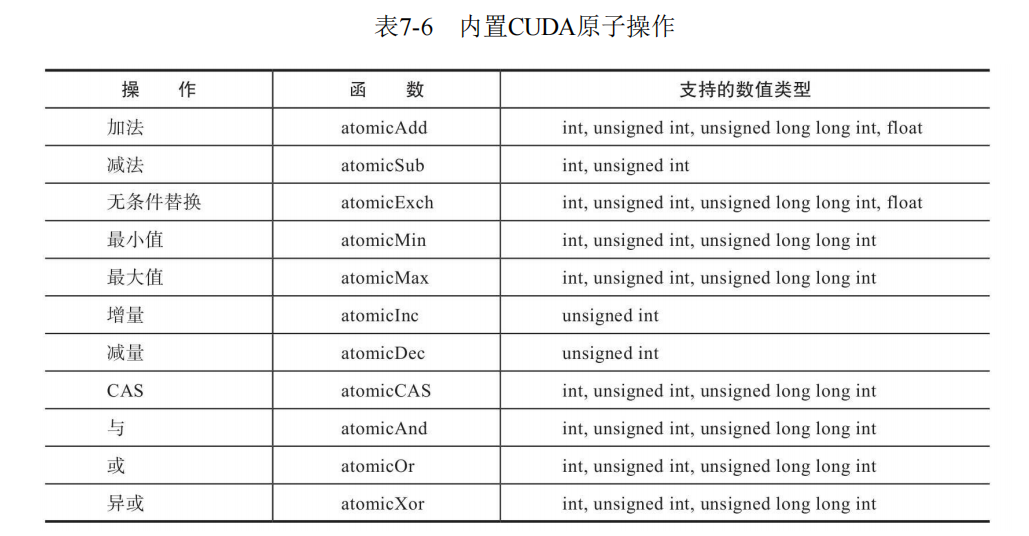 表7-6 内置CUDA原子操作
操 作 函 数 支持的数值类型
加法 atomicAdd int, unsigned int, unsigned long long int, float
减法 atomicSub int, unsigned int
无条件替换 atomicExch int, unsigned int, unsigned long long int, float
最小值 atomicMin int, unsigned int, unsigned long long int
最大值 atomicMax int, unsigned int, unsigned long long int
增量 atomicInc unsigned int
减量 atomicDec unsigned int
CAS atomicCAS int, unsigned int, unsigned long long int
与 atomicAnd int, unsigned int, unsigned long long int
或 atomicOr int, unsigned int, unsigned long long int
异或 atomicXor int, unsigned int, unsigned long long int